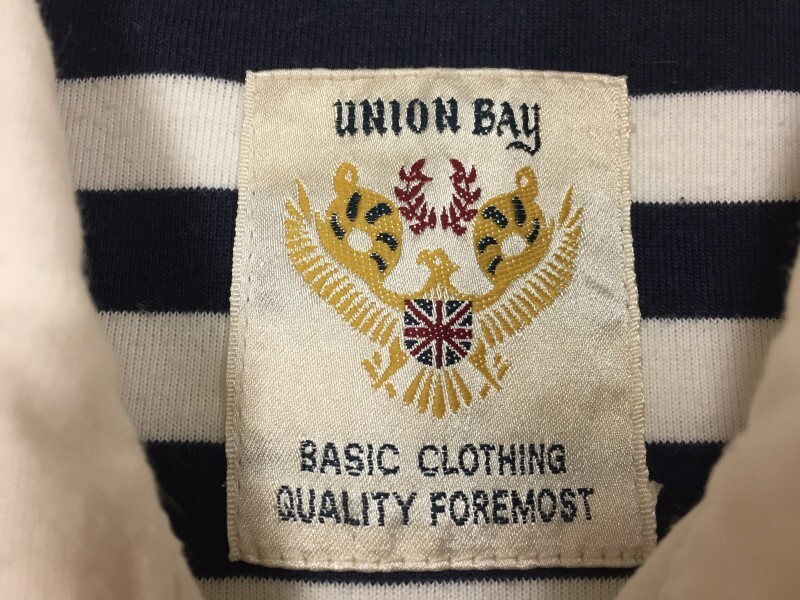 UNION BAY
BASIC CLOTHING
QUALITY FOREMOST